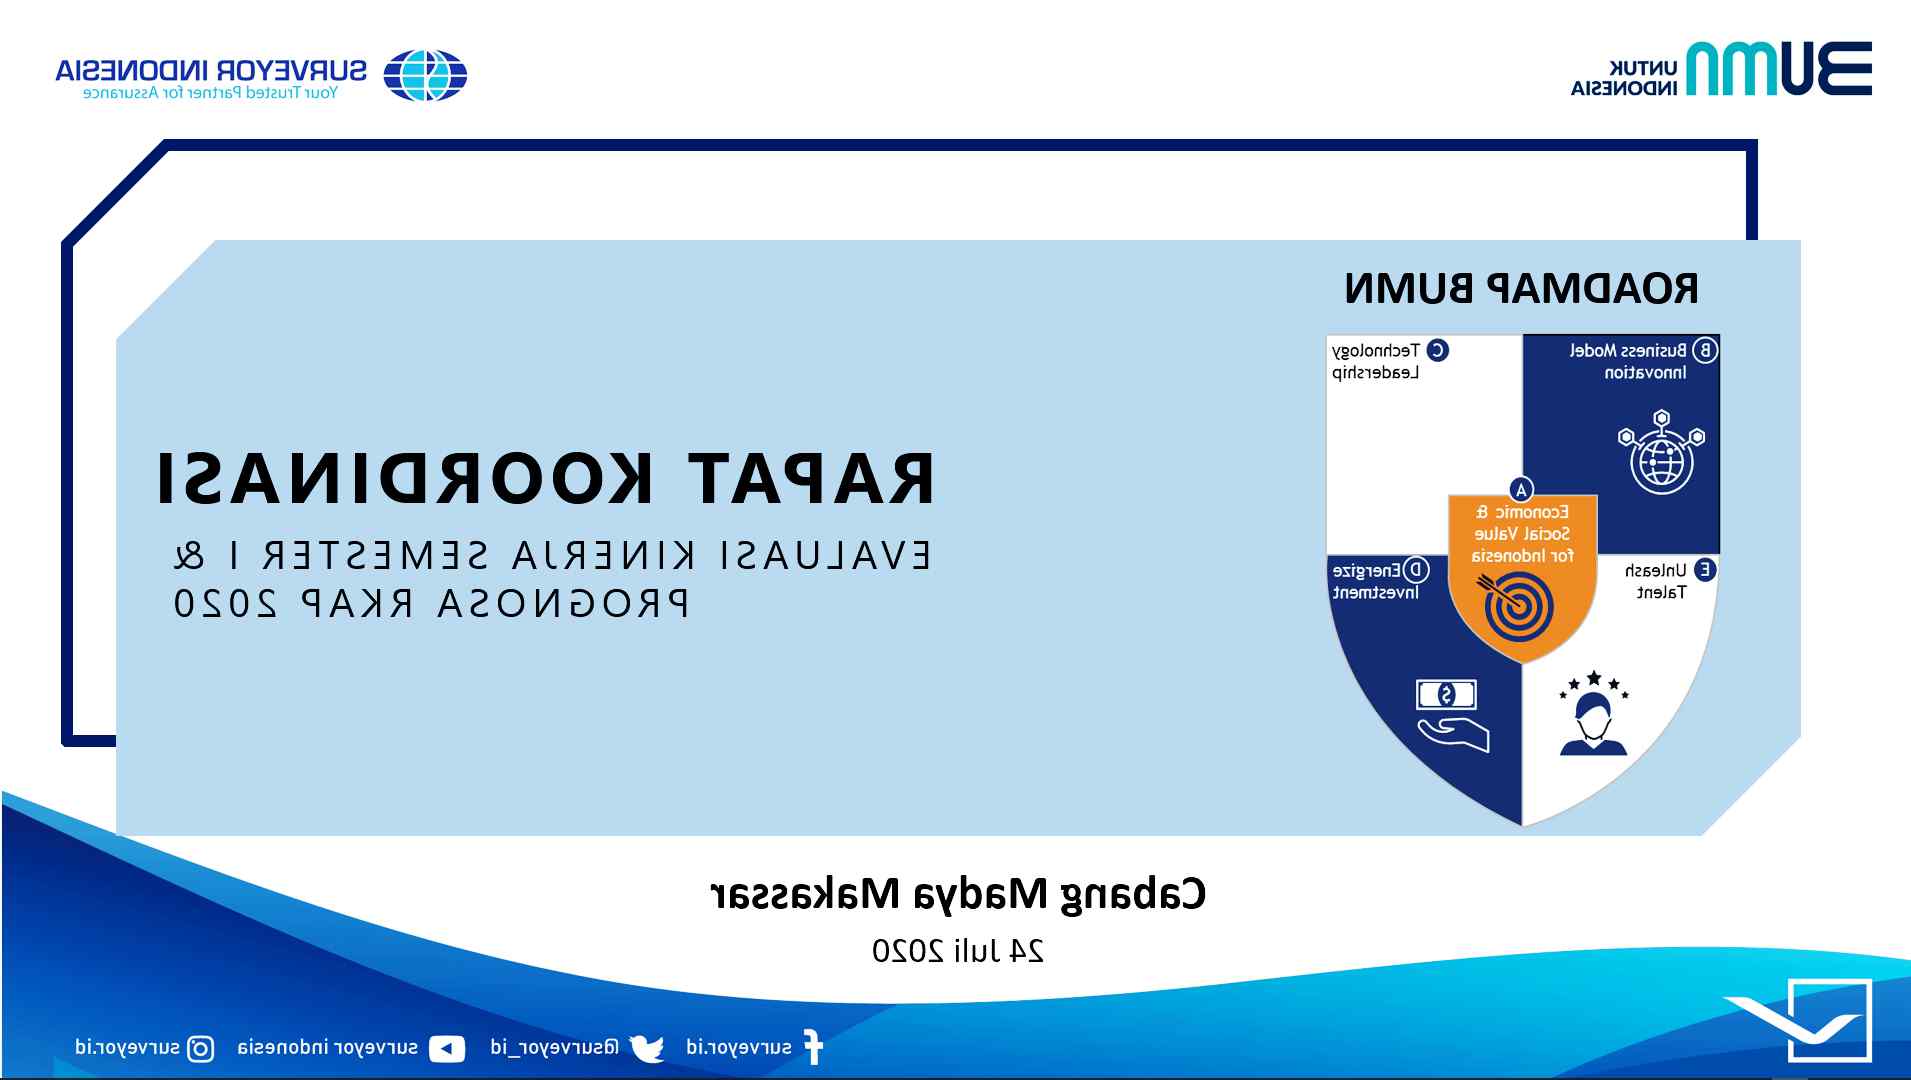 BUMN
UNTUK
INDONESIA
SURVEYOR INDONESIA
Your Trusted Partner for Assurance
ROADMAP BUMN
B Business Model
Innovation
C Technology
Leadership
A
Economic &
Social Value
for Indonesia
E Unleash
Talent
D Energize
Investment
RAPAT KOORDINASI
EVALUASI KINERJA SEMESTER I &
PROGNOSA RKAP 2020
Cabang Madya Makassar
24 Juli 2020
surveyor.id
@surveyor_id
surveyor indonesia
surveyor.id